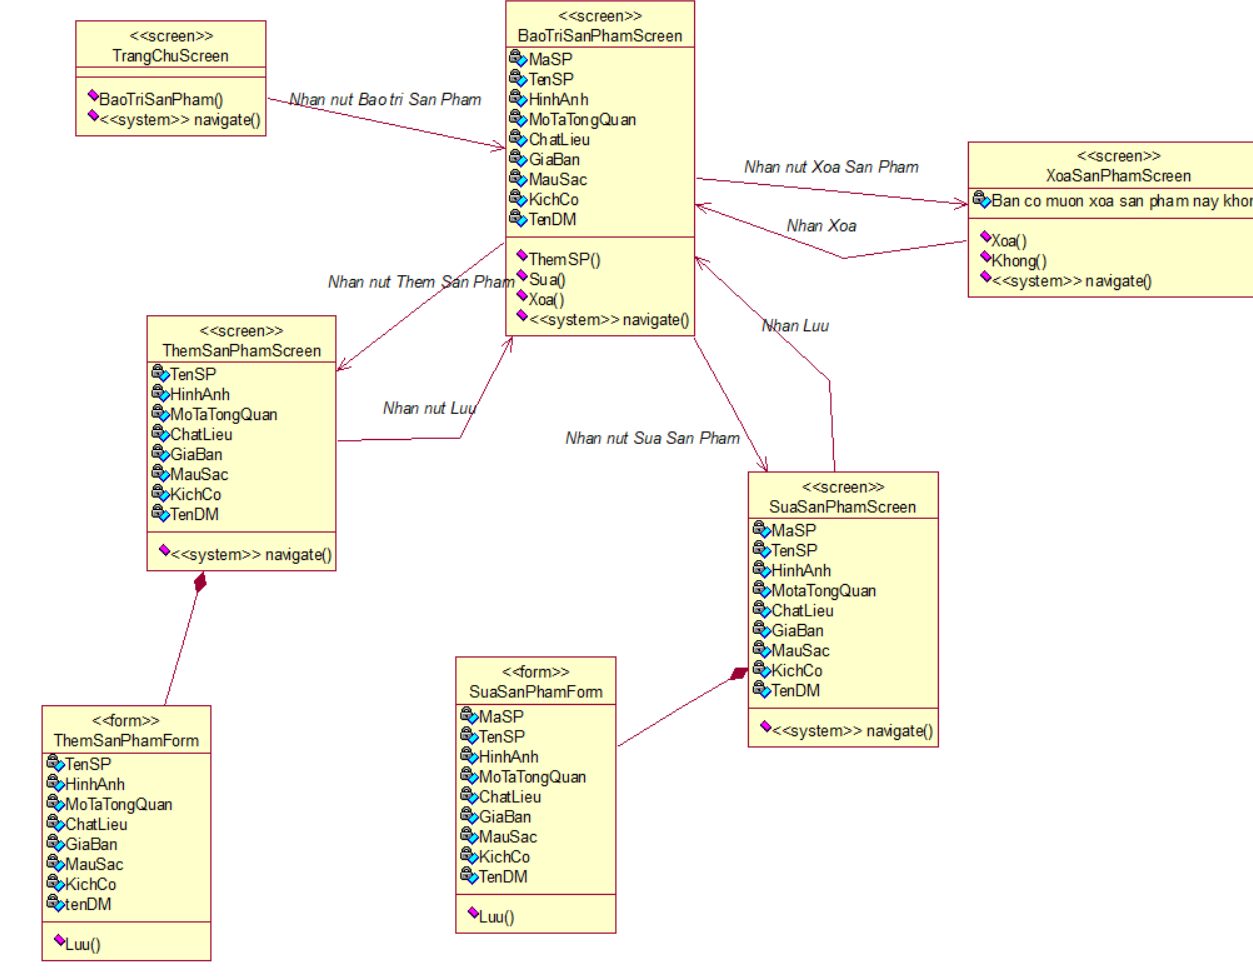 <<screen>>
TrangChuScreen
BaoTriSanPham()
<<system>> navigate()
Nhan nut Bao tri San Pham
<<screen>>
BaoTriSanPhamScreen
MaSP
TenSP
HinhAnh
MoTaTongQuan
ChatLieu
GiaBan
MauSac
KichCo
TenDM
ThemSP()
Sua()
Xoa()
<<system>> navigate()
Nhan nut Xoa San Pham
Nhan Xoa
<<screen>>
XoaSanPhamScreen
Ban co muon xoa san pham nay khon
Xoa()
Khong()
<<system>> navigate()
Nhan nut Them San Pham
Nhan Luu
<<screen>>
ThemSanPhamScreen
TenSP
HinhAnh
MoTaTongQuan
ChatLieu
GiaBan
MauSac
KichCo
TenDM
<<system>> navigate()
Nhan nut Luu
Nhan nut Sua San Pham
<<screen>>
SuaSanPhamScreen
MaSP
TenSP
HinhAnh
MotaTongQuan
ChatLieu
GiaBan
MauSac
KichCo
TenDM
<<system>> navigate()
<<form>>
SuaSanPhamForm
MaSP
TenSP
HinhAnh
MoTaTongQuan
ChatLieu
GiaBan
MauSac
KichCo
TenDM
Luu()
<<form>>
ThemSanPhamForm
TenSP
HinhAnh
MoTaTongQuan
ChatLieu
GiaBan
MauSac
KichCo
tenDM
Luu()